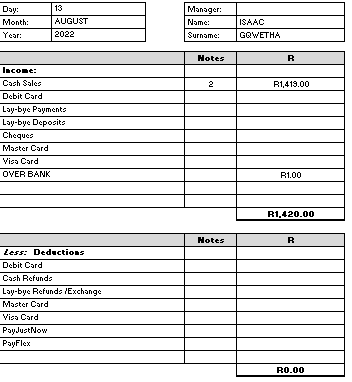 Day: 13 Manager:
Month: AUGUST Name: ISAAC
Year: 2022 Surname: GQWETHA
Notes R
Income:
Cash Sales 2 R1,419.00
Debit Card
Lay-bye Payments
Lay-bye Deposits
Cheques
Master Card
Visa Card
OVER BANK R1.00
R1,420.00
Notes R
Less: Deductions
Debit Card
Cash Refunds
Lay-bye Refunds /Exchange
Master Card
Visa Card
PayJustNow
PayFlex
R0.00